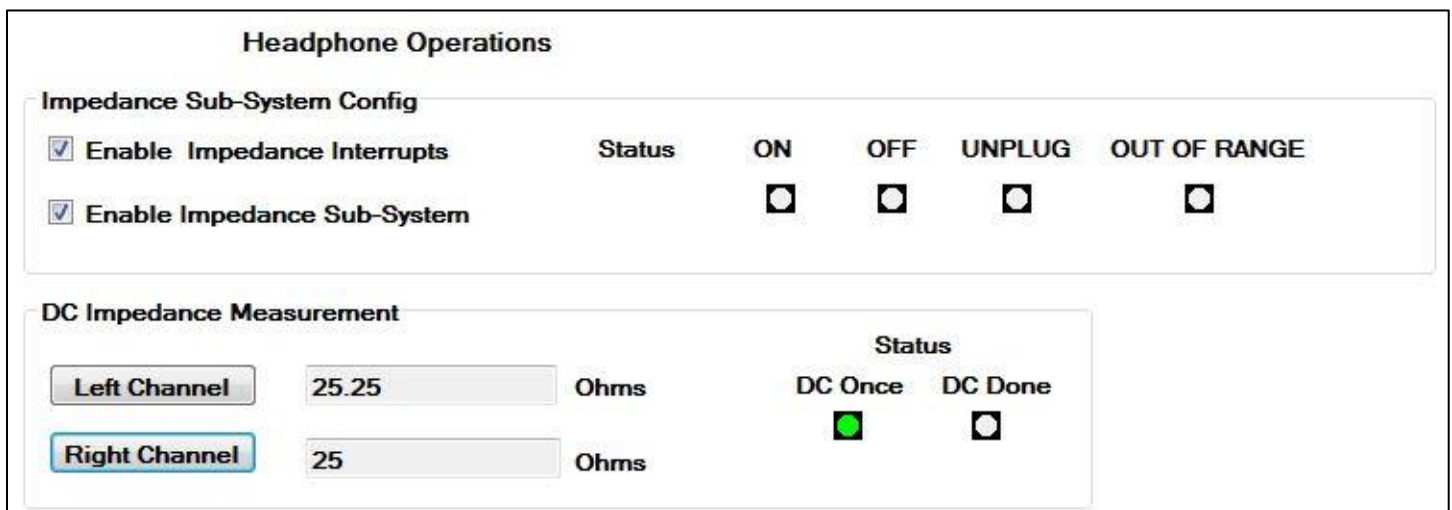 Headphone Operations
Impedance Sub-System Config
Enable Impedance Interrupts Status ON OFF UNPLUG OUT OF RANGE
Enable Impedance Sub-System
DC Impedance Measurement
Status
Left Channel 25.25 Ohms DC Once DC Done
Right Channel 25 Ohms